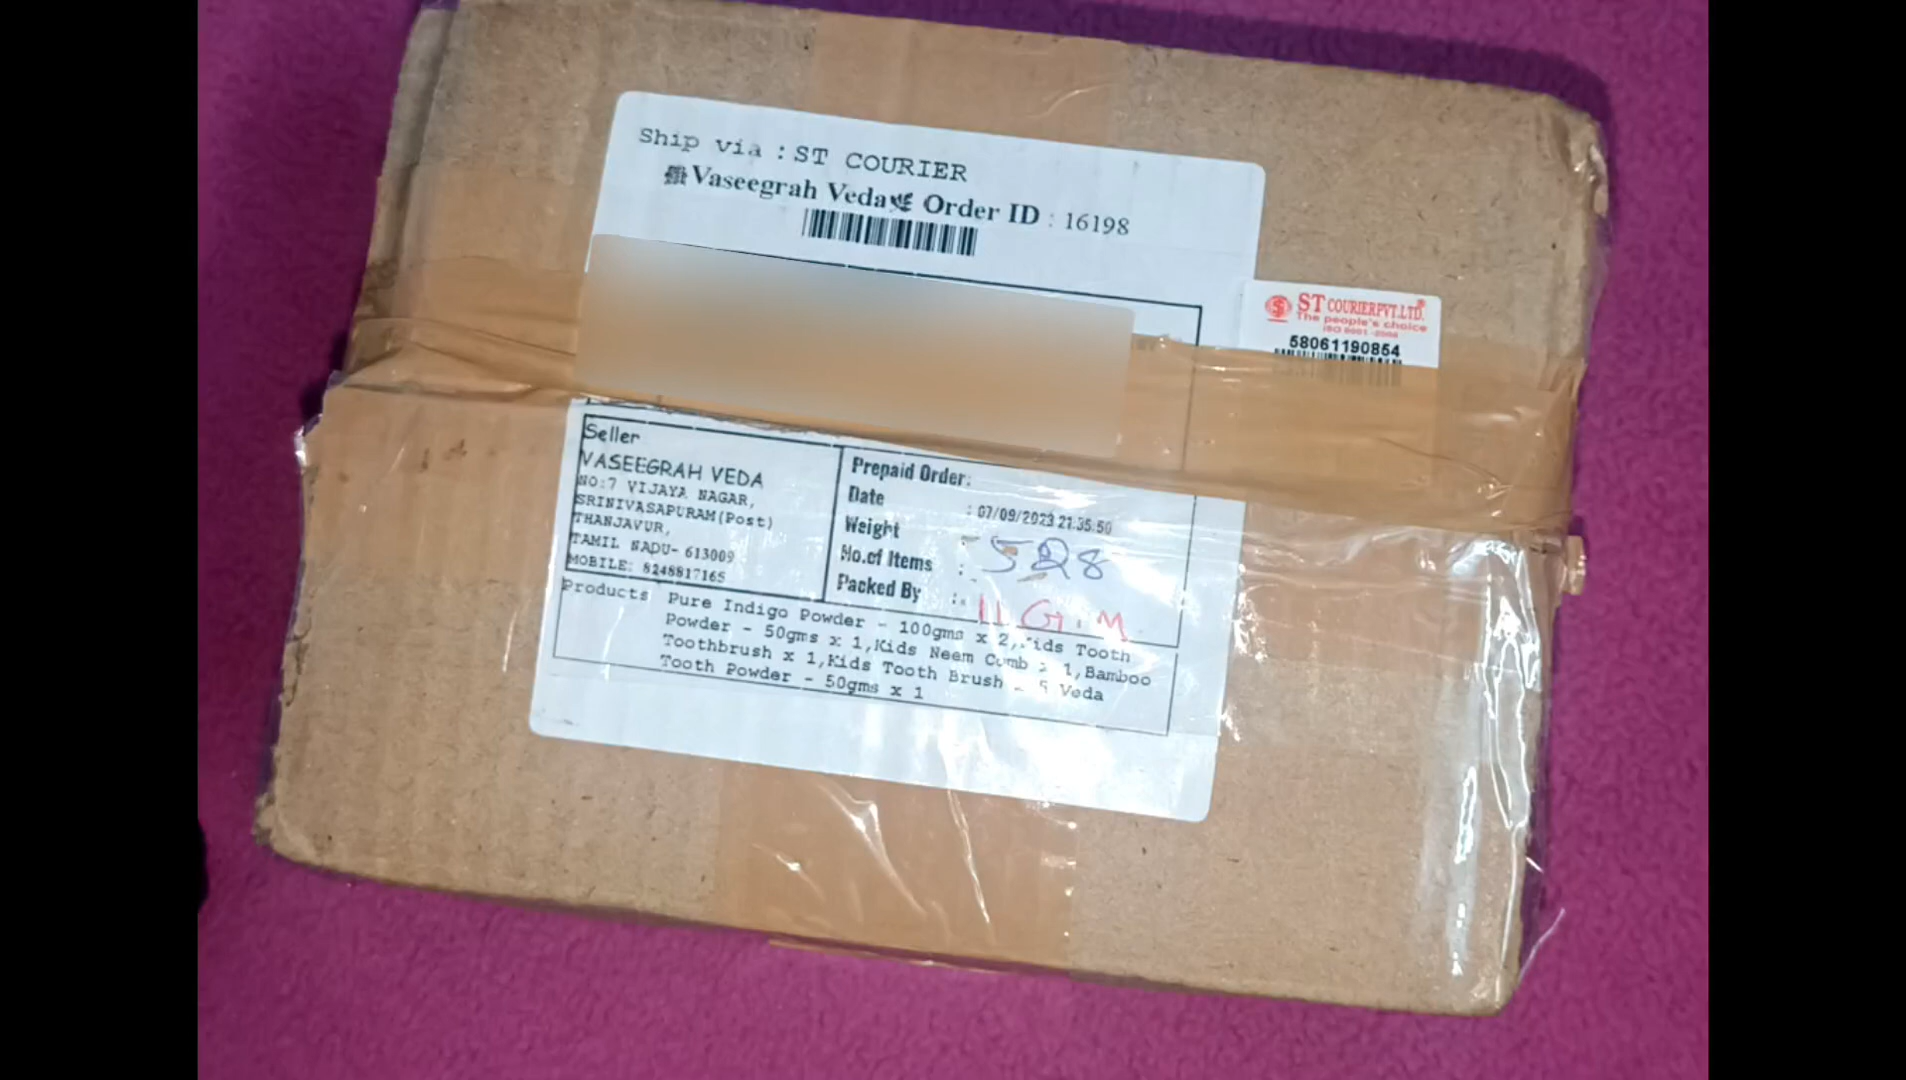 Ship via : ST COURIER
Vaseegrah Veda Order ID : 16198
ST COURIER PVT.LTD.
The people's choice
ISO 9001
58061190854
Seller
VASEEGRAH VEDA
NO:7 VIJAYA NAGAR,
SRINIVASAPURAM(Post)
THANJAVUR,
TAMIL NADU- 613009
MOBILE: 8248817165
Prepaid Order:
Date : 07/09/2023 21:35:50
Weight
No.of Items : 528
Packed By : 11 G.M
Products Pure Indigo Powder - 100gms x 2,Kids Tooth
Powder - 50gms x 1,Kids Neem Comb x 1,Bamboo
Toothbrush x 1,Kids Tooth Brush - Veda
Tooth Powder - 50gms x 1